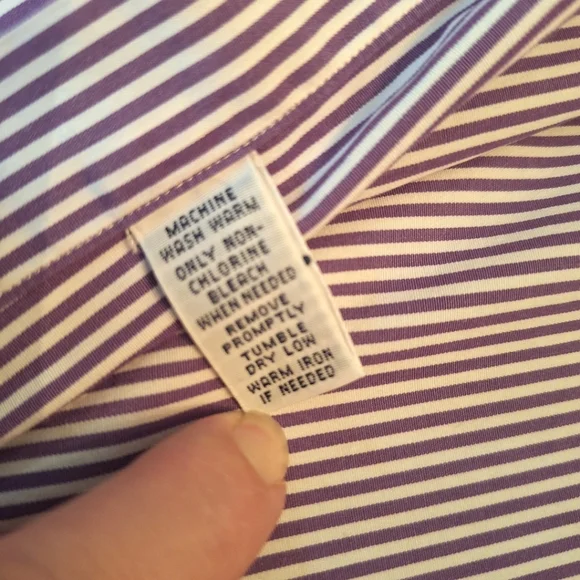 MACHINE
WASH WARM
ONLY NON-
CHLORINE
BLEACH
WHEN NEEDED
REMOVE
PROMPTLY
TUMBLE
DRY LOW
WARM IRON
IF NEEDED